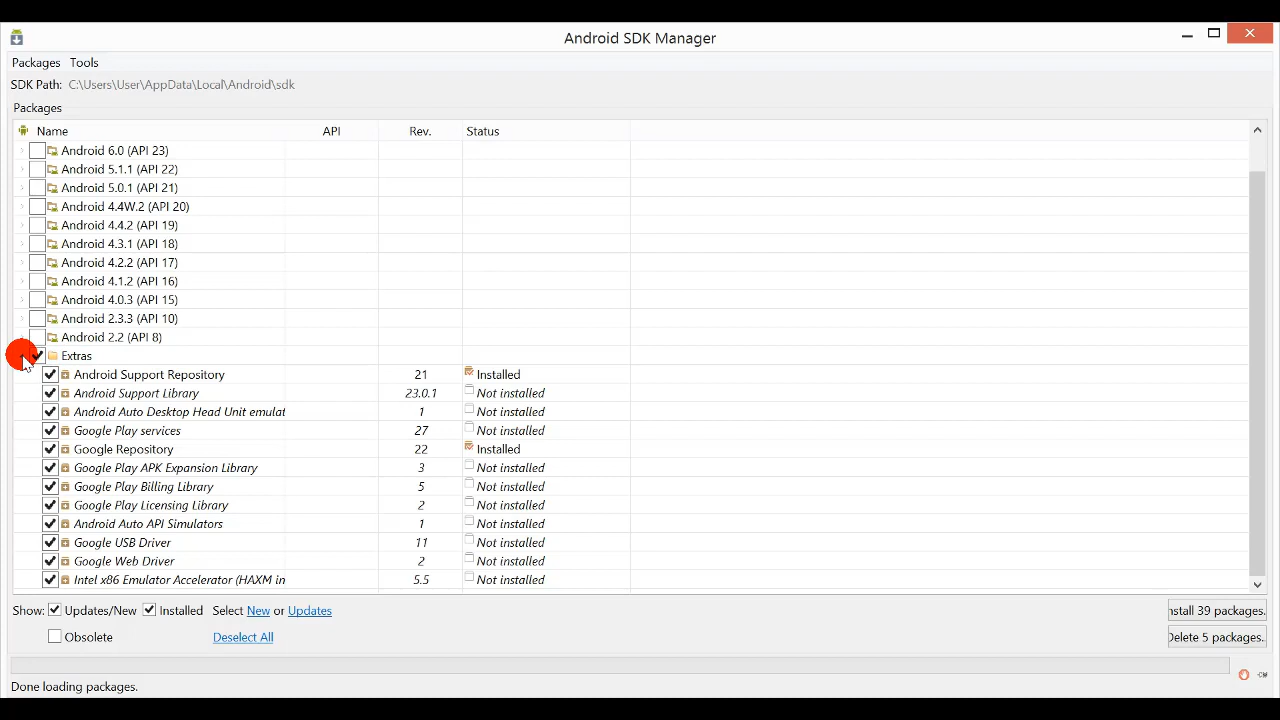 Android SDK Manager
Packages Tools
SDK Path: C:\Users\User\AppData\Local\Android\sdk
Packages
Name API Rev. Status
Android 6.0 (API 23)
Android 5.1.1 (API 22)
Android 5.0.1 (API 21)
Android 4.4W.2 (API 20)
Android 4.4.2 (API 19)
Android 4.3.1 (API 18)
Android 4.2.2 (API 17)
Android 4.1.2 (API 16)
Android 4.0.3 (API 15)
Android 2.3.3 (API 10)
Android 2.2 (API 8)
Extras
Android Support Repository 21 Installed
Android Support Library 23.0.1 Not installed
Android Auto Desktop Head Unit emulat 1 Not installed
Google Play services 27 Not installed
Google Repository 22 Installed
Google Play APK Expansion Library 3 Not installed
Google Play Billing Library 5 Not installed
Google Play Licensing Library 2 Not installed
Android Auto API Simulators 1 Not installed
Google USB Driver 11 Not installed
Google Web Driver 2 Not installed
Intel x86 Emulator Accelerator (HAXM in 5.5 Not installed
Show: Updates/New Installed Select New or Updates nstall 39 packages.
Obsolete Deselect All Delete 5 packages..
Done loading packages.